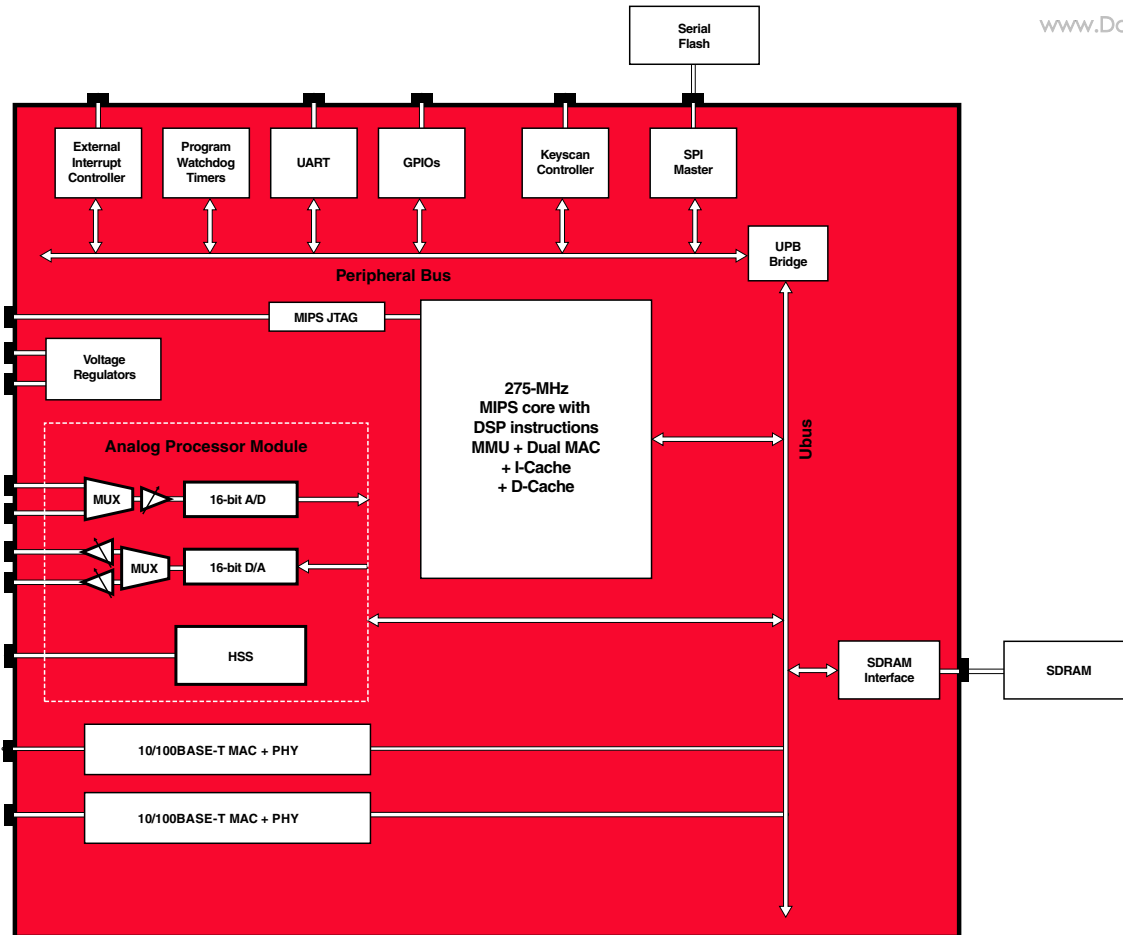 www.Do
Serial
Flash
External
Interrupt
Controller
Program
Watchdog
Timers
UART
GPIOs
Keyscan
Controller
SPI
Master
UPB
Bridge
Peripheral Bus
MIPS JTAG
Voltage
Regulators
275-MHz
MIPS core with
DSP instructions
MMU + Dual MAC
+ I-Cache
+ D-Cache
Ubus
Analog Processor Module
MUX
16-bit A/D
MUX
16-bit D/A
HSS
SDRAM
Interface
SDRAM
10/100BASE-T MAC + PHY
10/100BASE-T MAC + PHY